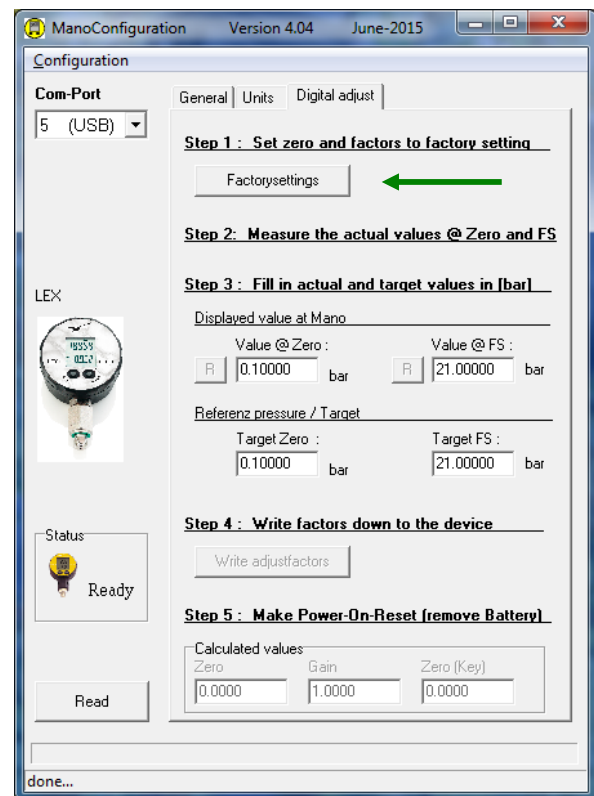 ManoConfiguration Version 4.04 June-2015
Configuration
Com-Port
5 (USB)
General Units Digital adjust
Step 1 : Set zero and factors to factory setting
Factorysettings
Step 2: Measure the actual values @ Zero and FS
Step 3 : Fill in actual and target values in [bar]
LEX
Displayed value at Mano
Value @ Zero : Value @ FS :
R 0.10000 bar R 21.00000 bar
Referenz pressure / Target
Target Zero : Target FS :
0.10000 bar 21.00000 bar
Step 4 : Write factors down to the device
Status
Write adjustfactors
Ready
Step 5 : Make Power-On-Reset (remove Battery)
Calculated values
Zero Gain Zero (Key)
0.0000 1.0000 0.0000
Read
done...